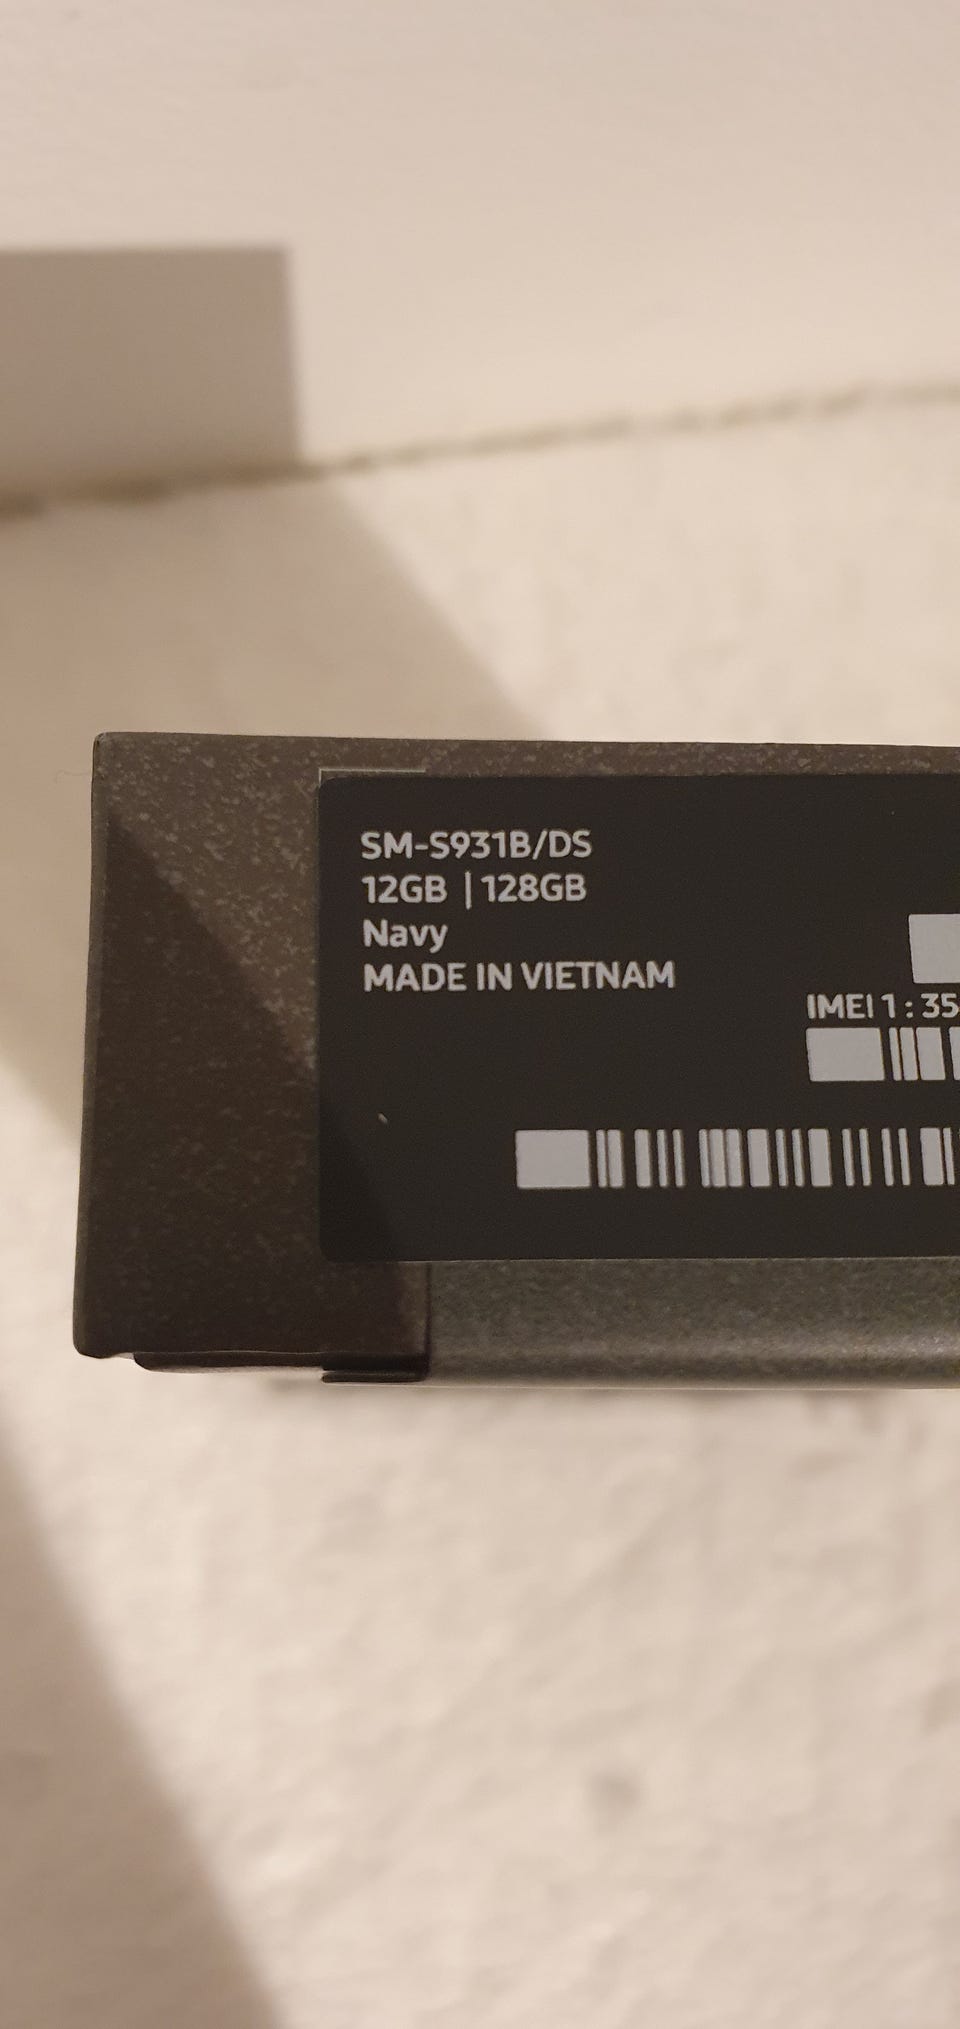 SM-S931B/DS
12GB | 128GB
Navy
MADE IN VIETNAM
IMEI 1 : 35